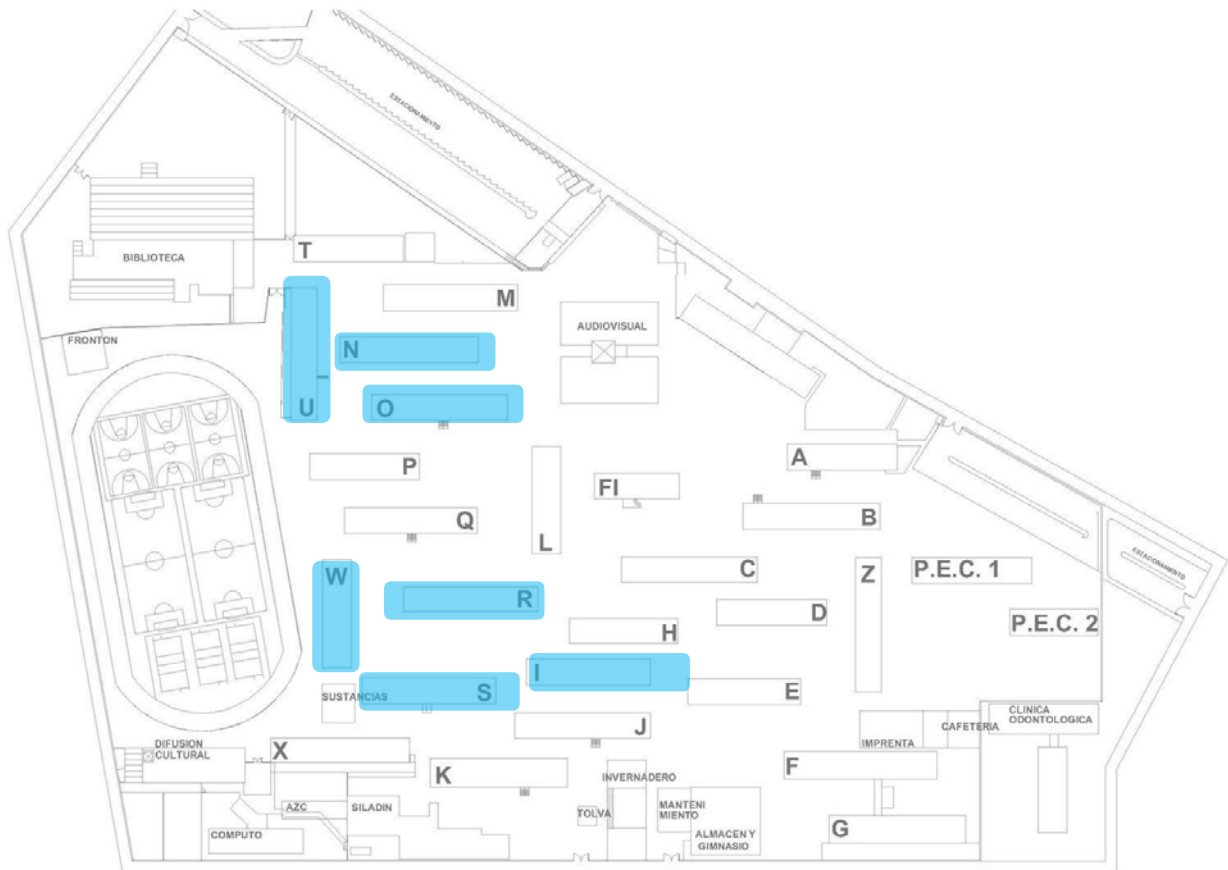 ESTACIONAMIENTO
T
BIBLIOTECA
M
AUDIOVISUAL
FRONTON
N
U
O
A
P
FI
Q
B
L
C
Z
P.E.C. 1
ESTACIONAMIENTO
W
R
D
P.E.C. 2
H
I
SUSTANCIAS
S
E
J
CLINICA
ODONTOLOGICA
CAFETERIA
IMPRENTA
DIFUSION
CULTURAL
X
K
F
INVERNADERO
AZC
SILADIN
TOLVA
MANTENI
MIENTO
COMPUTO
ALMACEN Y
GIMNASIO
G